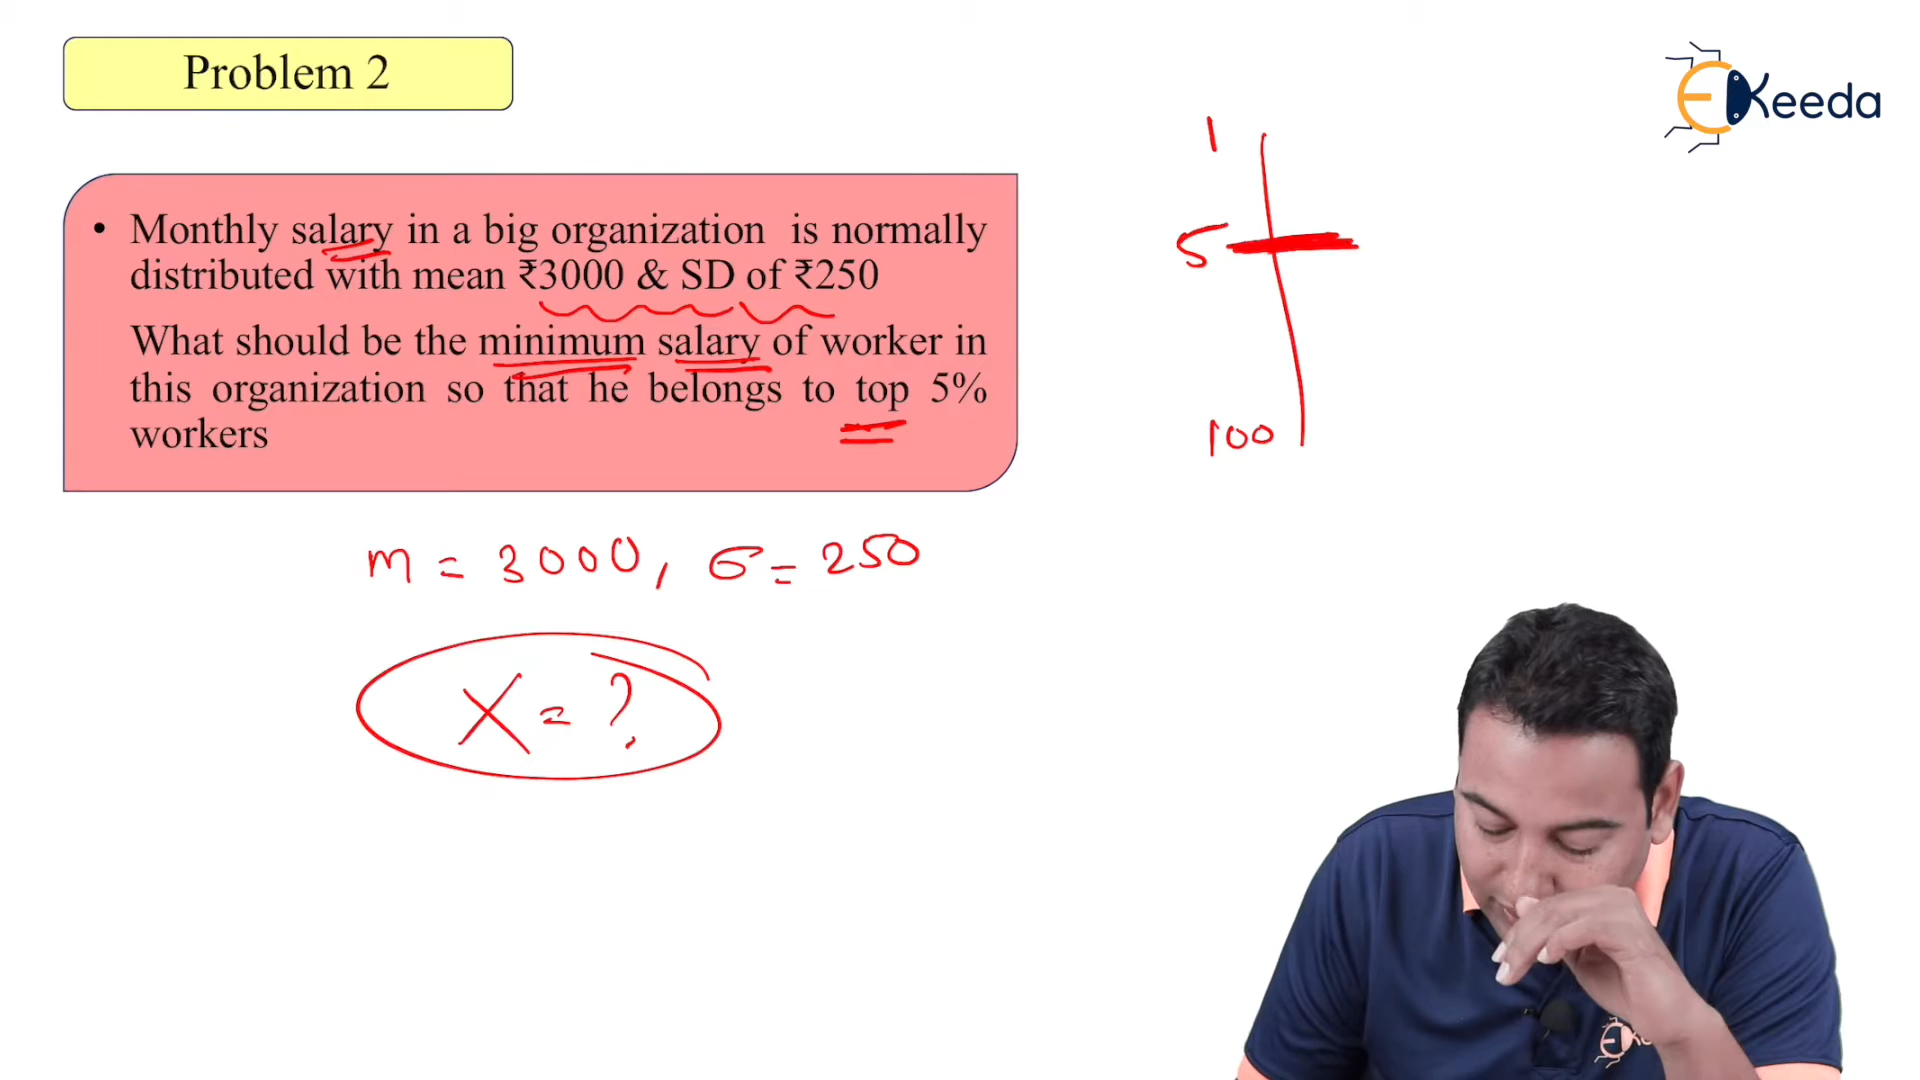 Problem 2
EKeeda
1
5
100
• Monthly salary in a big organization is normally
distributed with mean ₹3000 & SD of ₹250
What should be the minimum salary of worker in
this organization so that he belongs to top 5%
workers
m = 3000, σ = 250
X = ?